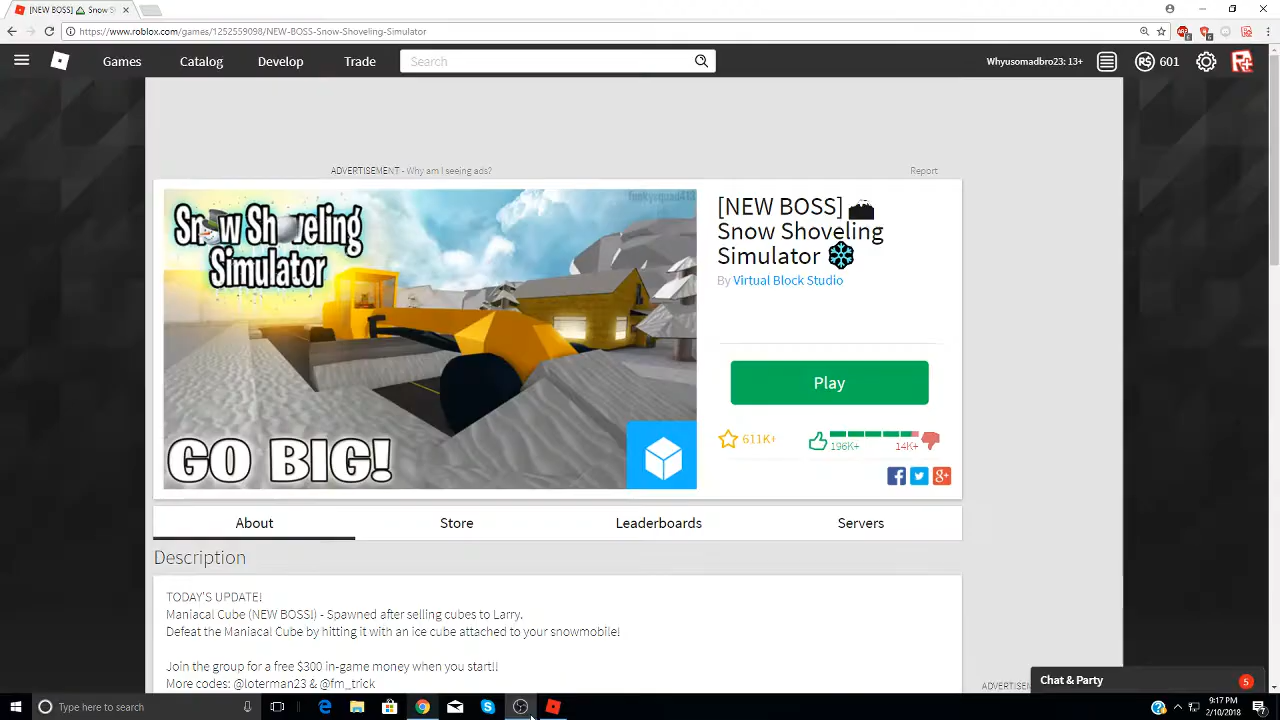 [NEW BOSS] Snow S
https://www.roblox.com/games/1252559098/NEW-BOSS-Snow-Shoveling-Simulator
Games
Catalog
Develop
Trade
Search
Whyusomadbro23: 13+
R$ 601
ADVERTISEMENT - Why am I seeing ads?
Report
funkysquad413
Snow Shoveling
Simulator
GO BIG!
[NEW BOSS]
Snow Shoveling
Simulator
By Virtual Block Studio
Play
611K+
196K+
14K+
About
Store
Leaderboards
Servers
Description
TODAY'S UPDATE!
Maniacal Cube (NEW BOSS!) - Spawned after selling cubes to Larry.
Defeat the Maniacal Cube by hitting it with an ice cube attached to your snowmobile!
Join the group for a free $300 in-game money when you start!!
More codes: @loterman23 & @fm_trick
ADVERTISEM
Chat & Party
5
Type here to search
9:17 PM
2/10/2018